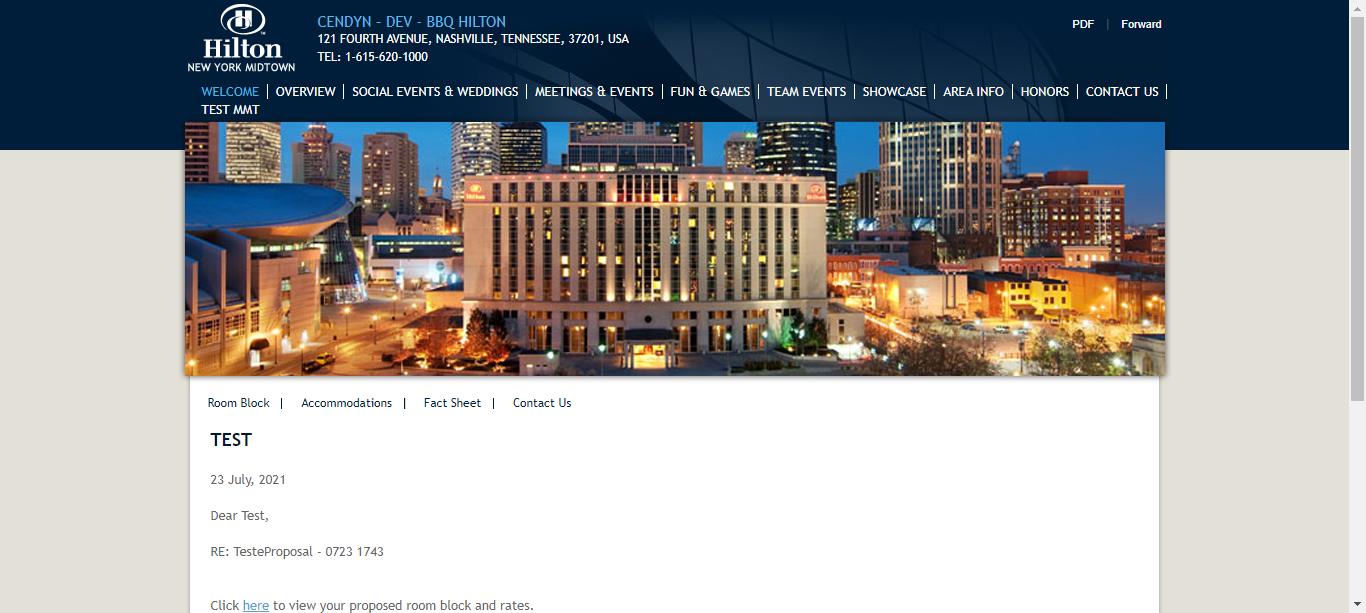 Hilton
NEW YORK MIDTOWN
CENDYN - DEV - BBQ HILTON
121 FOURTH AVENUE, NASHVILLE, TENNESSEE, 37201, USA
TEL: 1-615-620-1000
PDF | Forward
WELCOME | OVERVIEW | SOCIAL EVENTS & WEDDINGS | MEETINGS & EVENTS | FUN & GAMES | TEAM EVENTS | SHOWCASE | AREA INFO | HONORS | CONTACT US |
TEST MMT
Hilton
Room Block | Accommodations | Fact Sheet | Contact Us
TEST
23 July, 2021
Dear Test,
RE: TesteProposal - 0723 1743
Click here to view your proposed room block and rates.